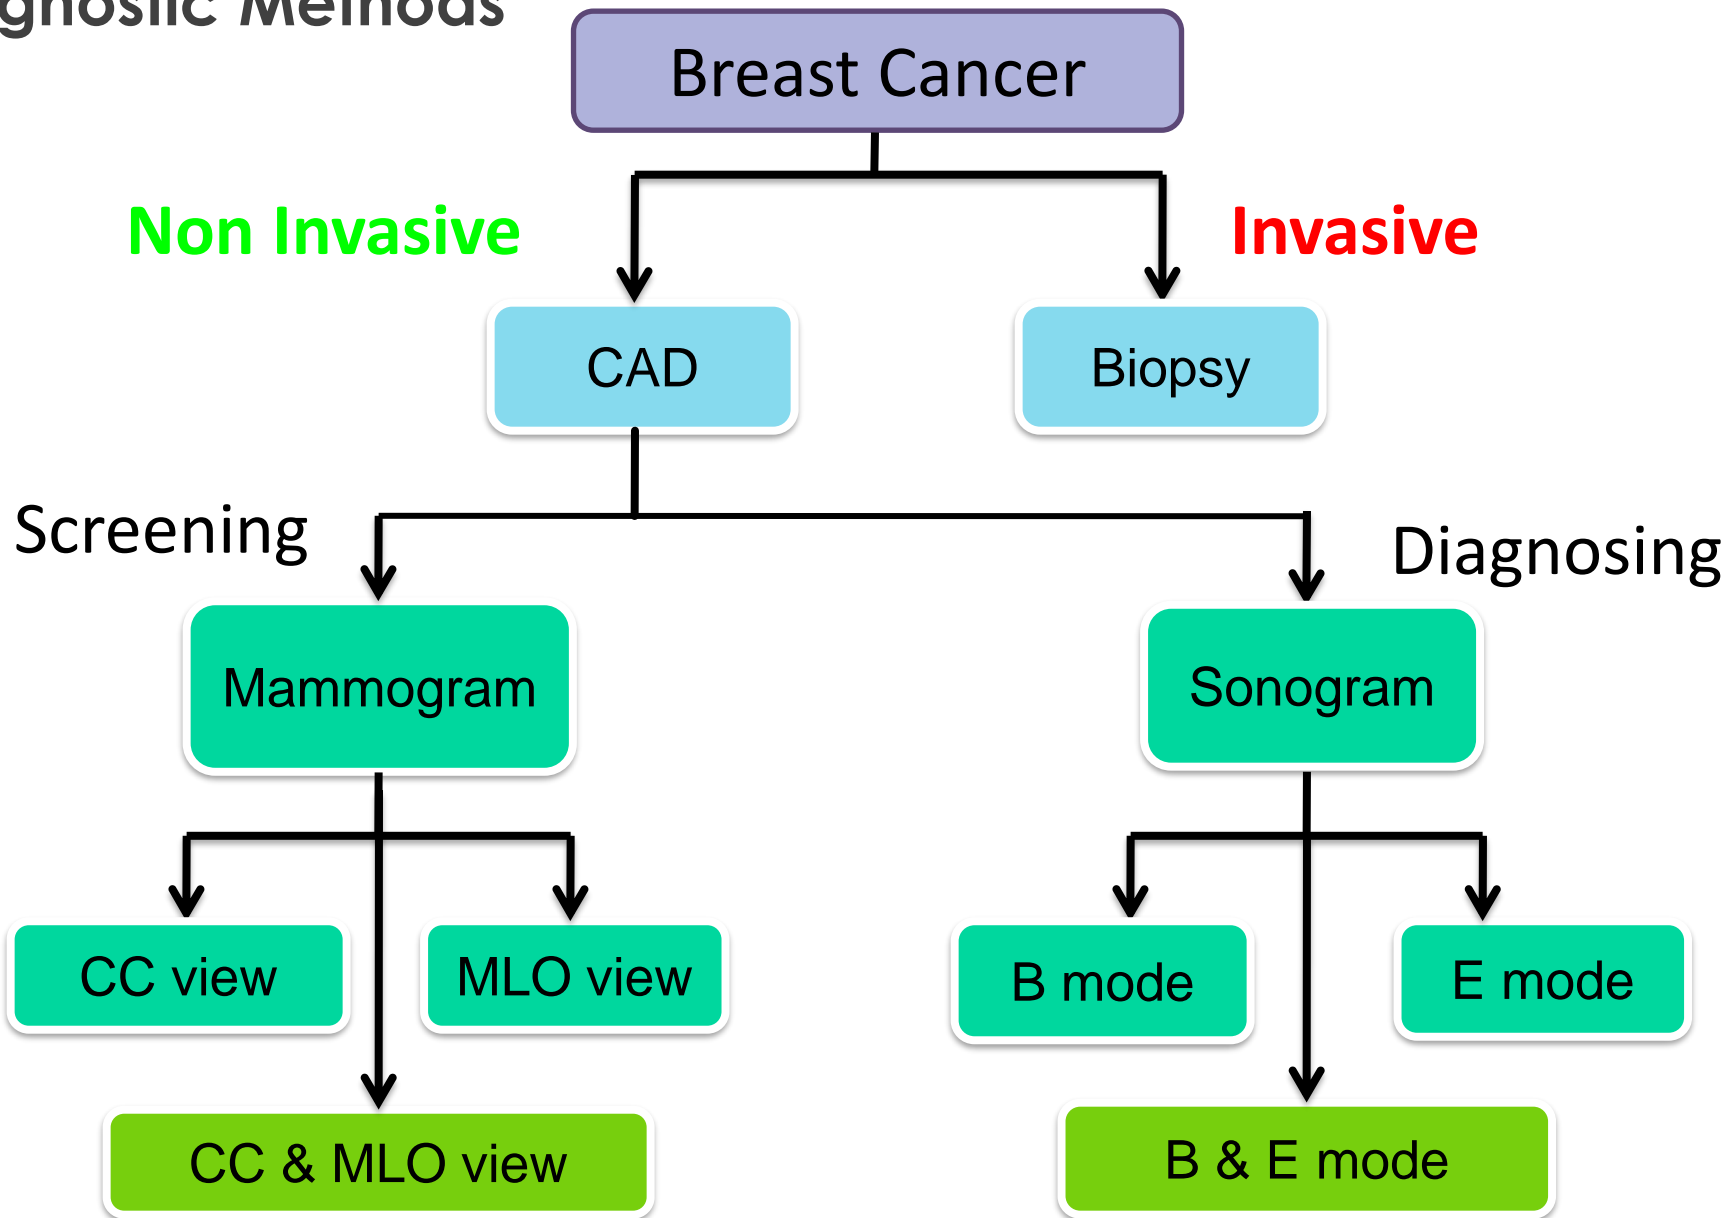 Methods
Breast Cancer
Non Invasive
Invasive
CAD
Biopsy
Screening
Diagnosing
Mammogram
Sonogram
CC view
MLO view
B mode
E mode
CC & MLO view
B & E mode